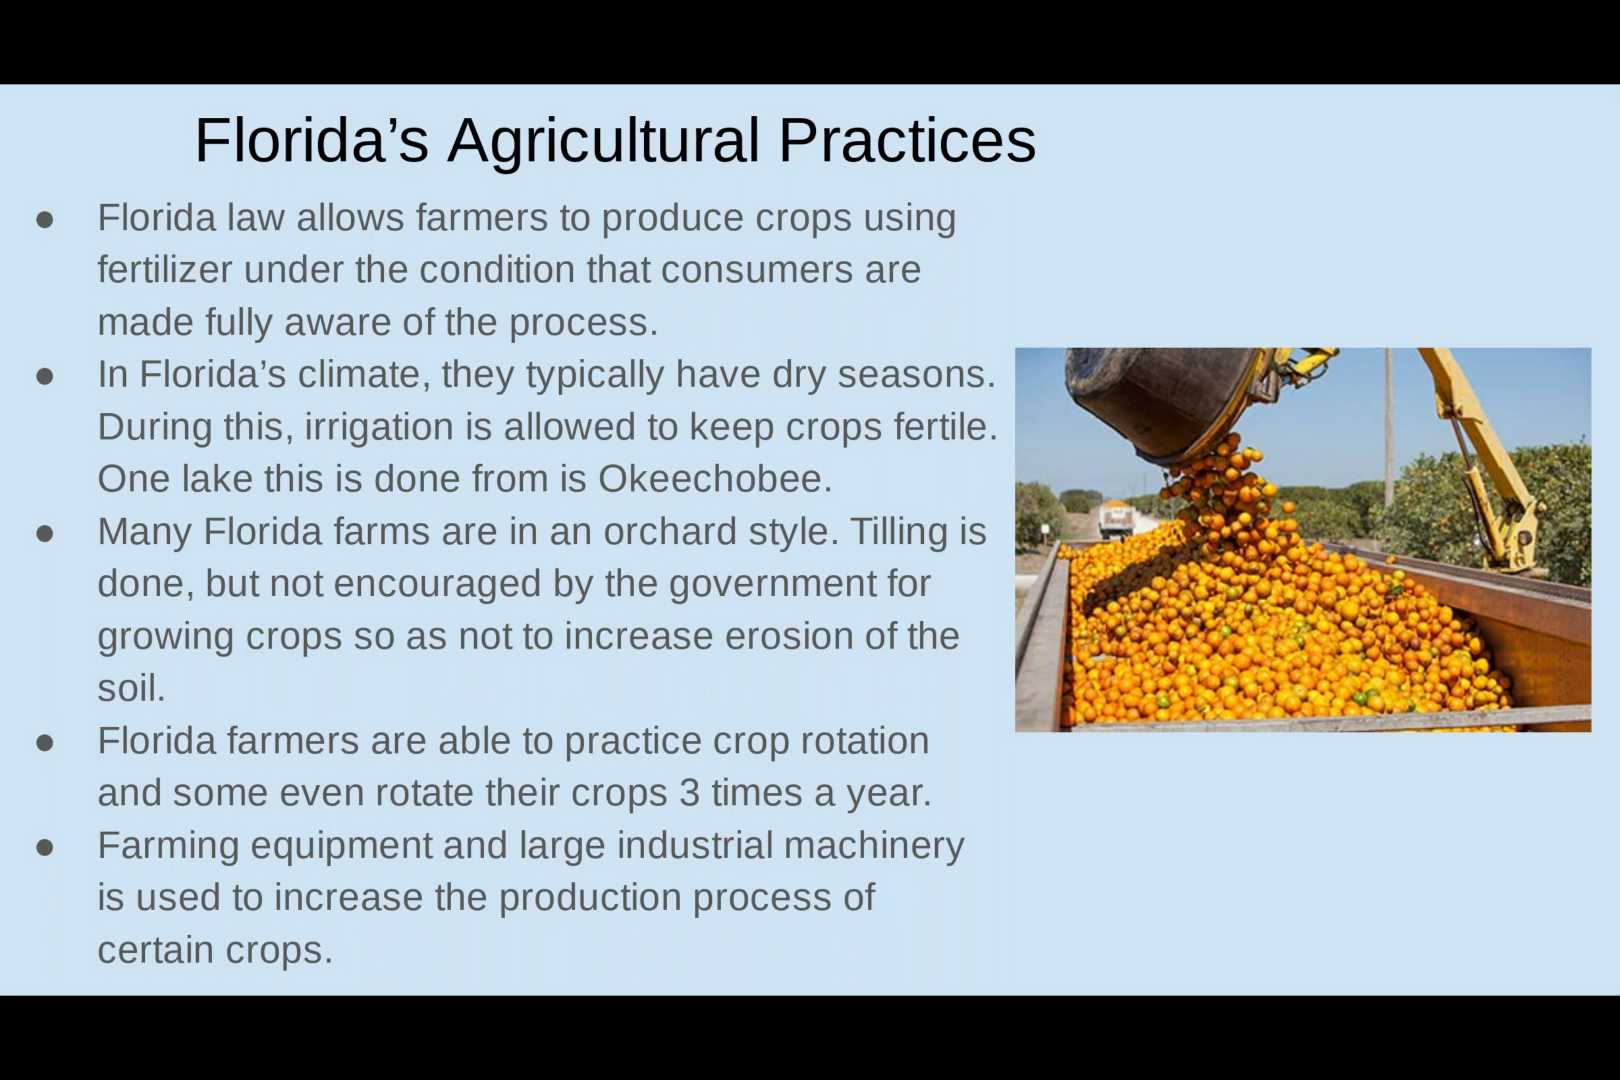 Florida’s Agricultural Practices
● Florida law allows farmers to produce crops using
fertilizer under the condition that consumers are
made fully aware of the process.
● In Florida’s climate, they typically have dry seasons.
During this, irrigation is allowed to keep crops fertile.
One lake this is done from is Okeechobee.
● Many Florida farms are in an orchard style. Tilling is
done, but not encouraged by the government for
growing crops so as not to increase erosion of the
soil.
● Florida farmers are able to practice crop rotation
and some even rotate their crops 3 times a year.
● Farming equipment and large industrial machinery
is used to increase the production process of
certain crops.